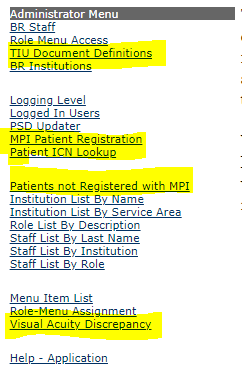 Administrator Menu
BR Staff
Role Menu Access
TIU Document Definitions
BR Institutions
Logging Level
Logged In Users
PSD Updater
MPI Patient Registration
Patient ICN Lookup
Patients not Registered with MPI
Institution List By Name
Institution List By Service Area
Role List By Description
Staff List By Last Name
Staff List By Institution
Staff List By Role
Menu Item List
Role-Menu Assignment
Visual Acuity Discrepancy
Help - Application